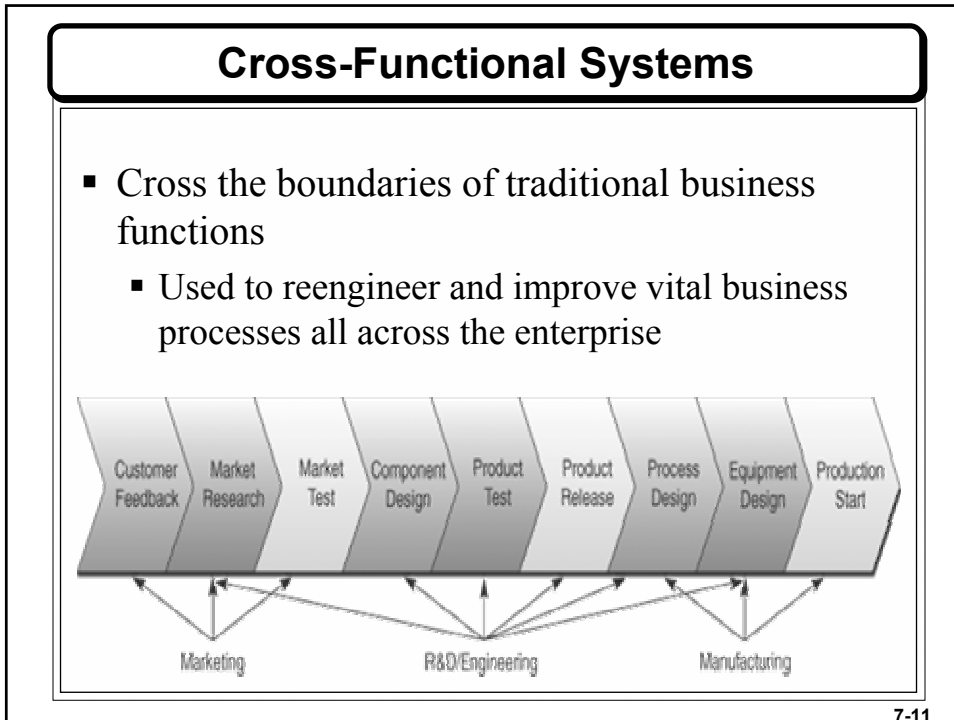 Cross-Functional Systems
▪ Cross the boundaries of traditional business
functions
▪ Used to reengineer and improve vital business
processes all across the enterprise
Customer Feedback
Market Research
Market Test
Component Design
Product Test
Product Release
Process Design
Equipment Design
Production Start
Marketing
R&D/Engineering
Manufacturing
7-11